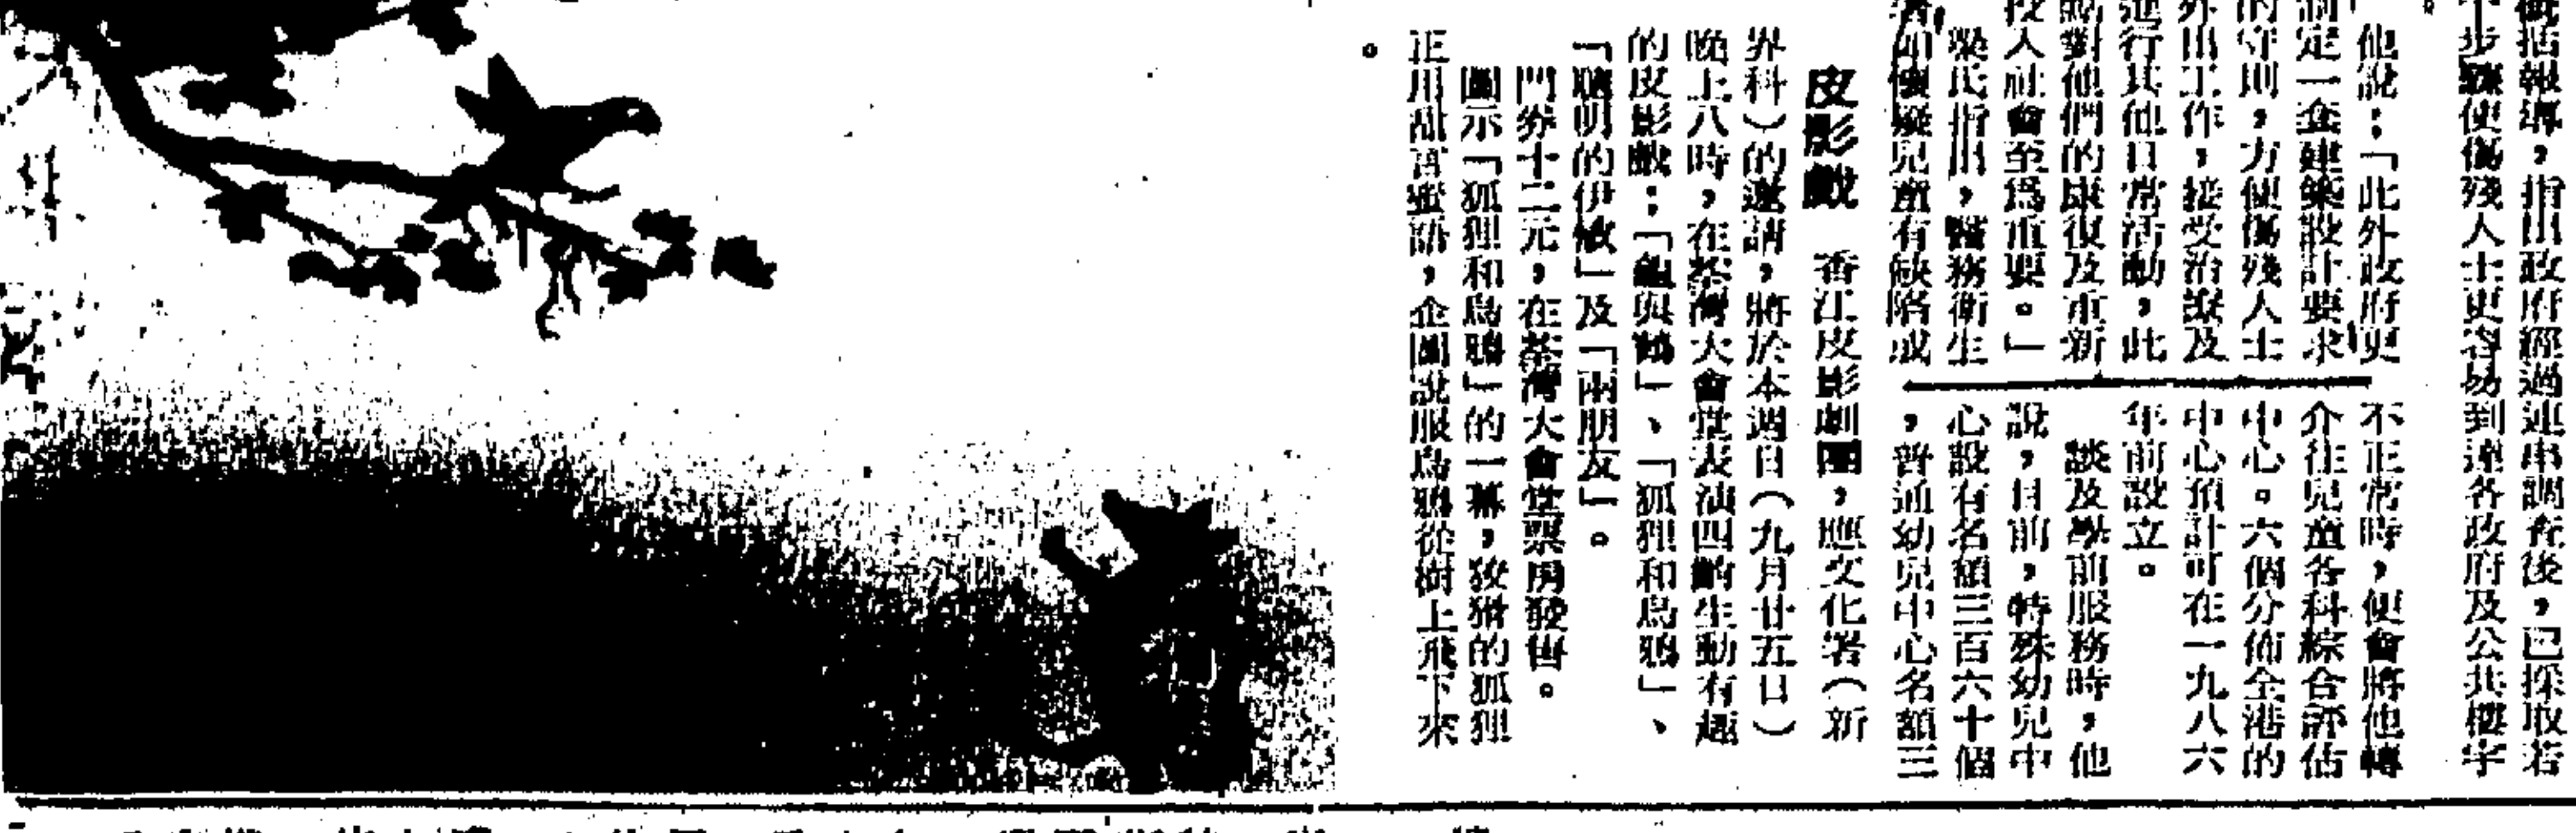 概括報導，指出政府經過連串調查後，已採取若
干步驟使傷殘人士更容易到達各政府及公共樓宇
。
他說：「此外政府更
制定一套建築設計要求
的守則，方便傷殘人士
外出工作，接受治療及
進行其他日常活動，此
點對他們的康復及重新
投入社會至爲重要。」
梁氏指出，醫務衛生
署如懷疑兒童有缺陷或
不正常時，便會將他轉
介往兒童各科綜合評估
中心。六個分佈全港的
中心預計可在一九八六
年前設立。
談及學前服務時，他
說，目前，特殊幼兒中
心設有名額三百六十個
，普通幼兒中心名額三
皮影戲　香江皮影劇團，應文化署（新
界科）的邀請，將於本週日（九月廿五日）
晚上八時，在荃灣大會堂表演四齣生動有趣
的皮影戲：「龜與鶴」、「狐狸和烏鴉」、
「聰明的伊敏」及「兩朋友」。
門券十二元，在荃灣大會堂票房發售。
圖示「狐狸和烏鴉」的一幕，狡猾的狐狸
正用甜言蜜語，企圖說服烏鴉從樹上飛下來
。